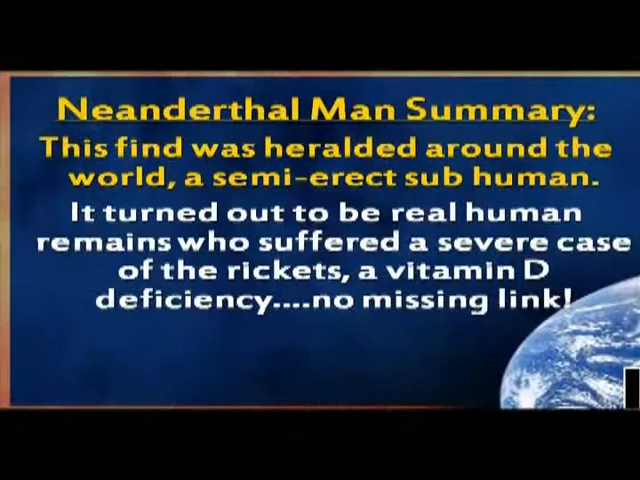 Neanderthal Man Summary:
This find was heralded around the
world, a semi-erect sub human.
It turned out to be real human
remains who suffered a severe case
of the rickets, a vitamin D
deficiency....no missing link!